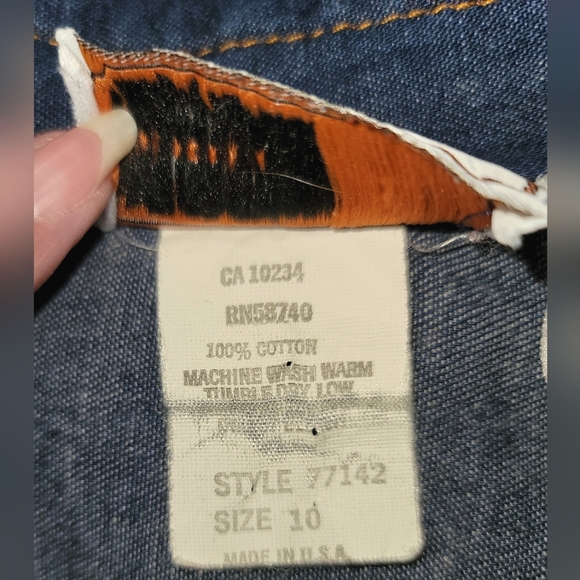 CA 10234
RN58740
100% COTTON
MACHINE WASH WARM
TUMBLE DRY LOW
STYLE 77142
SIZE 10
MADE IN U.S.A.